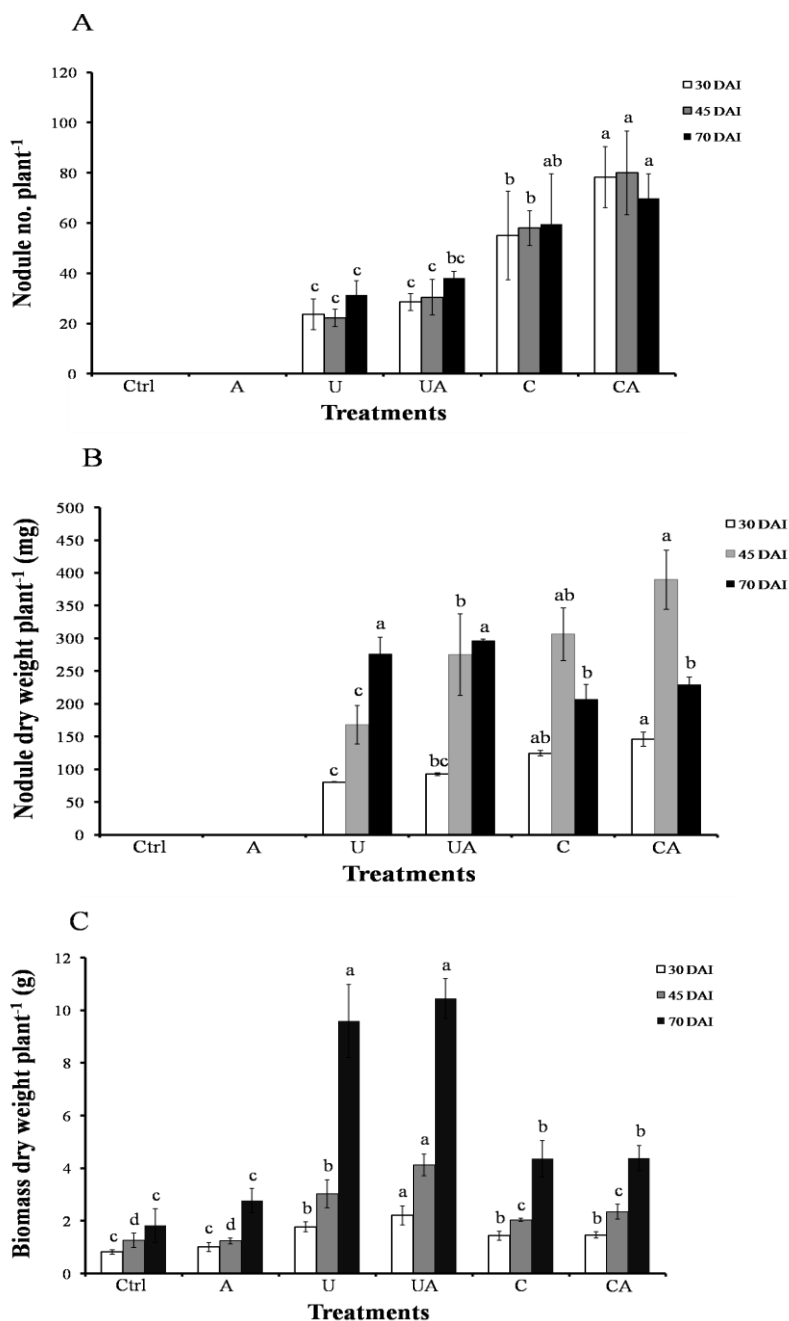 A
120
100
80
60
40
20
0
Nodule no. plant-1
30 DAI
45 DAI
70 DAI
c c c
c c bc
b b ab
a a a
Ctrl A U UA C CA
Treatments
B
500
450
400
350
300
250
200
150
100
50
0
Nodule dry weight plant-1 (mg)
30 DAI
45 DAI
70 DAI
c c a
bc b a
ab ab b
a a b
Ctrl A U UA C CA
Treatments
C
12
10
8
6
4
2
0
Biomass dry weight plant-1 (g)
30 DAI
45 DAI
70 DAI
c d c
c d c
b b a
a a a
b c b
b c b
Ctrl A U UA C CA
Treatments